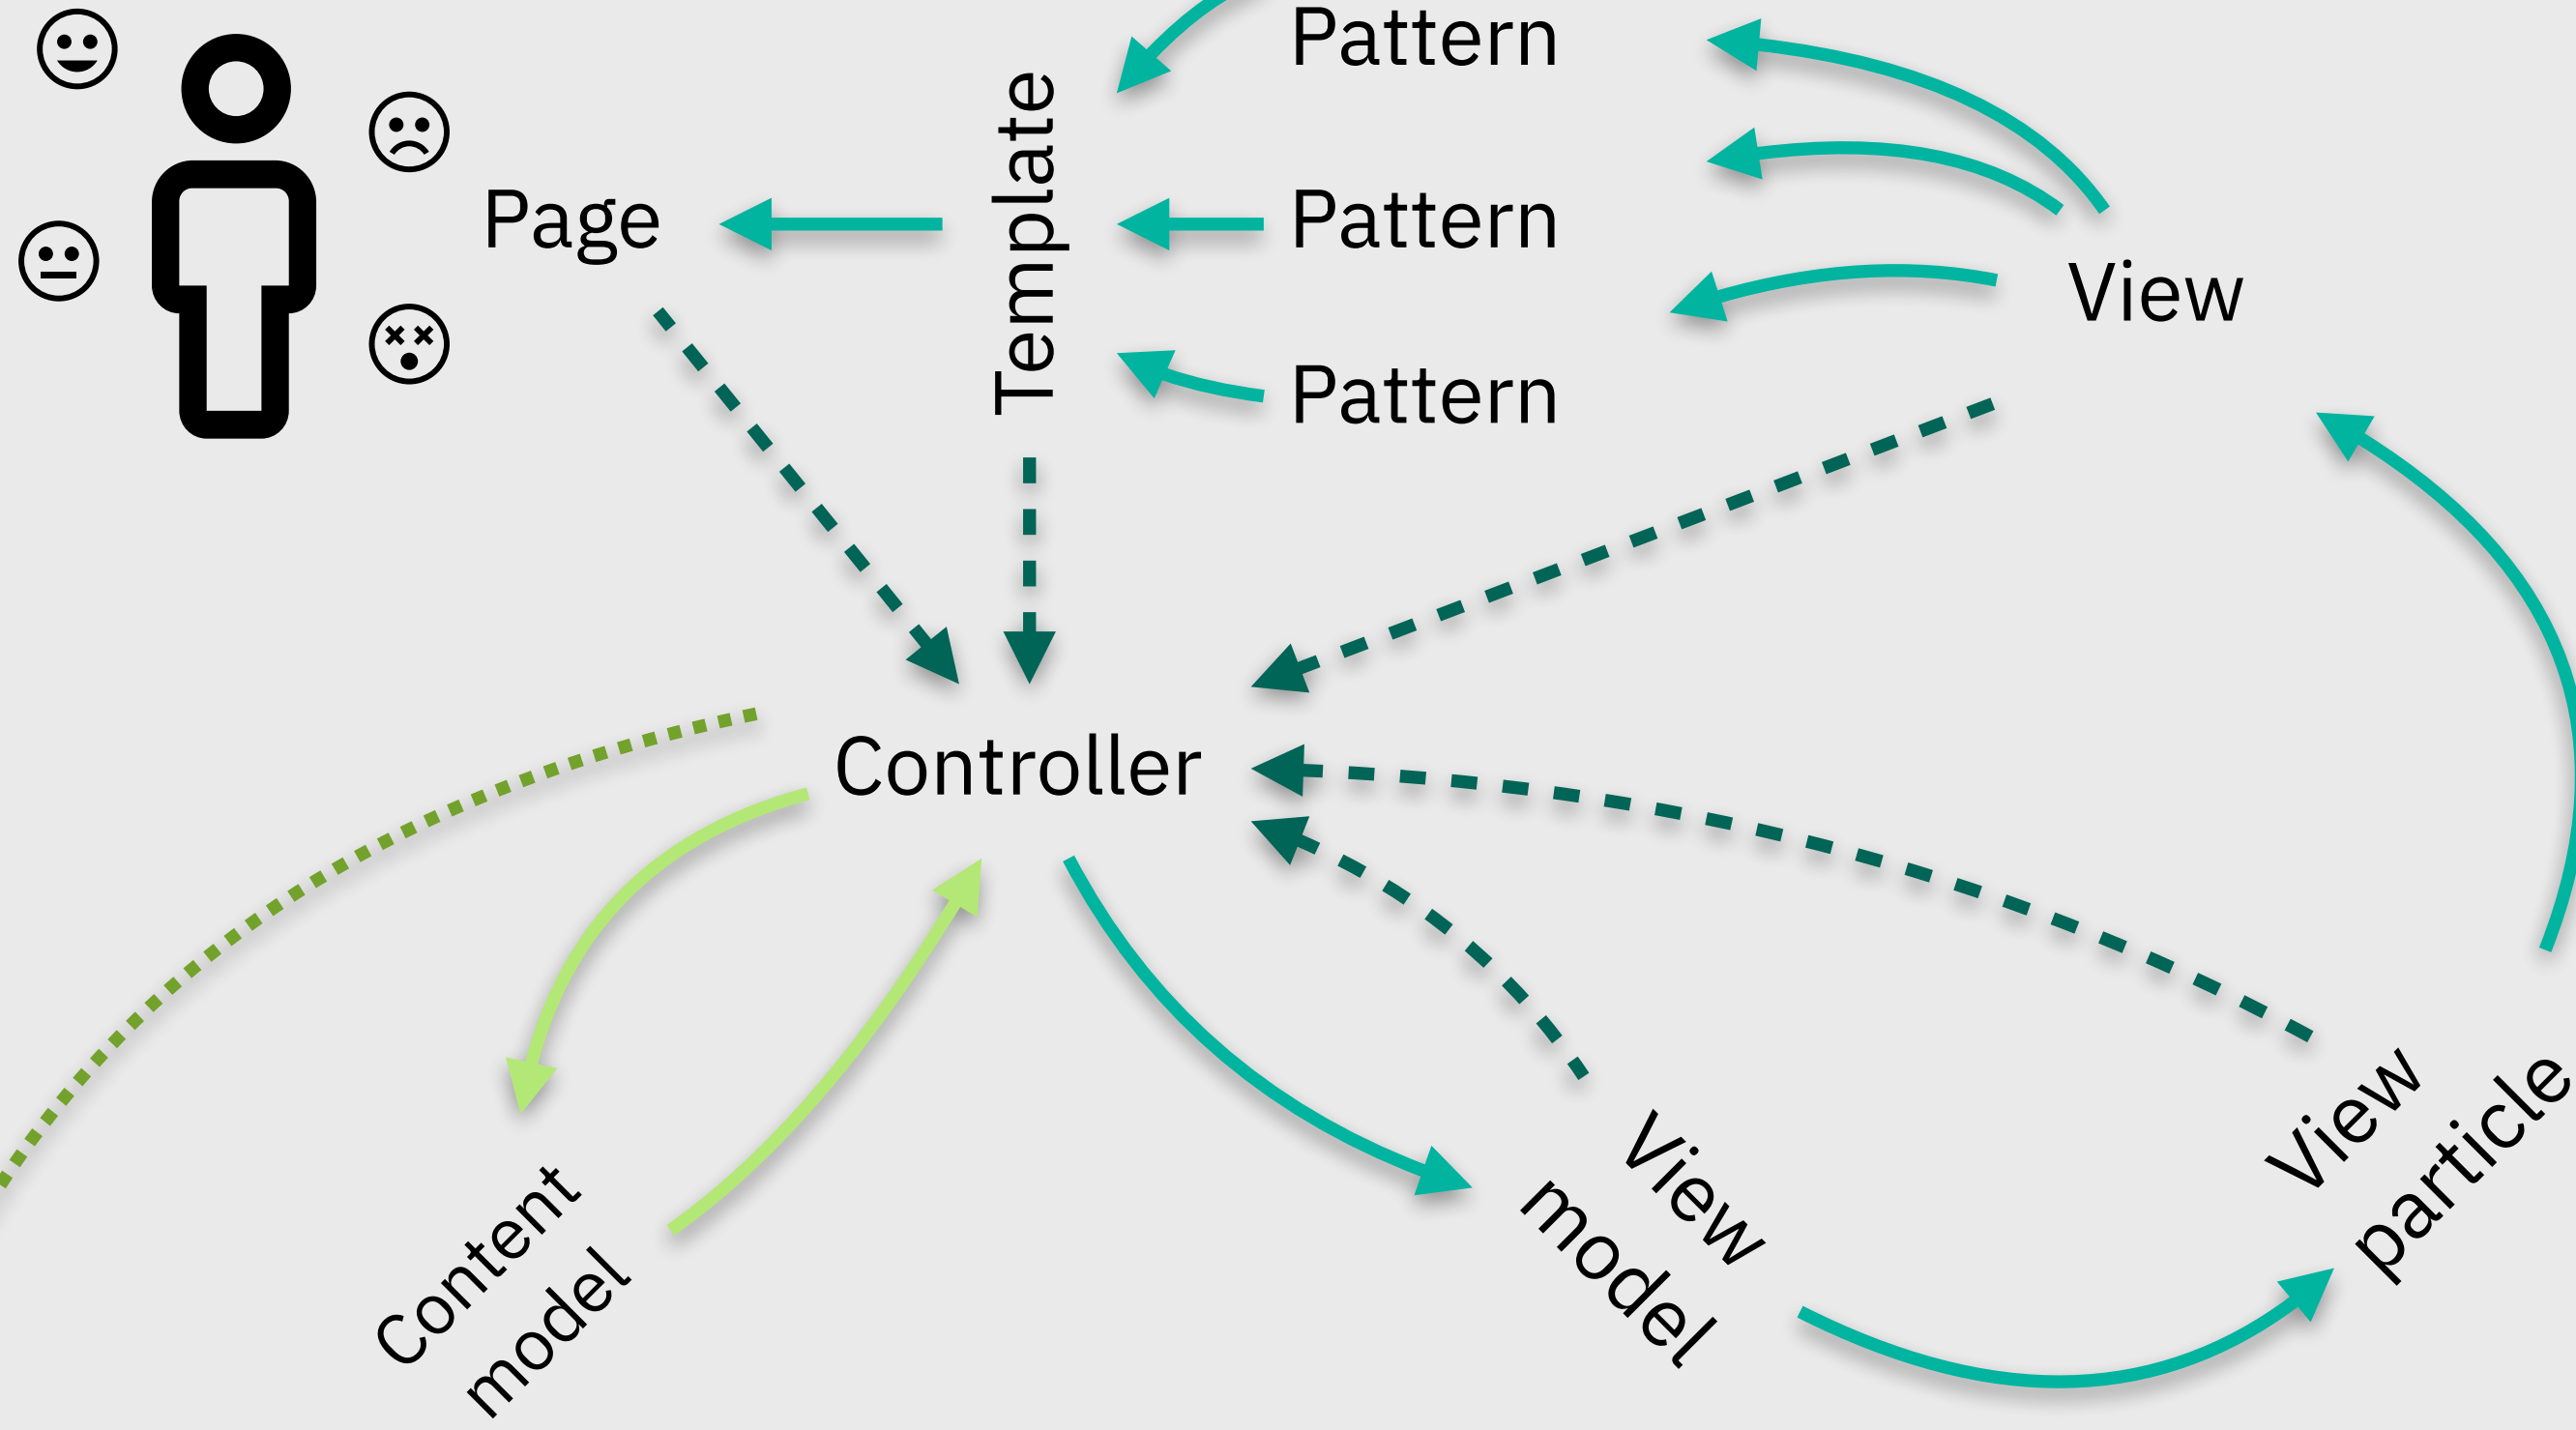 Pattern
Page
Template
Pattern
View
Pattern
Controller
View
particle
View
model
Content
model